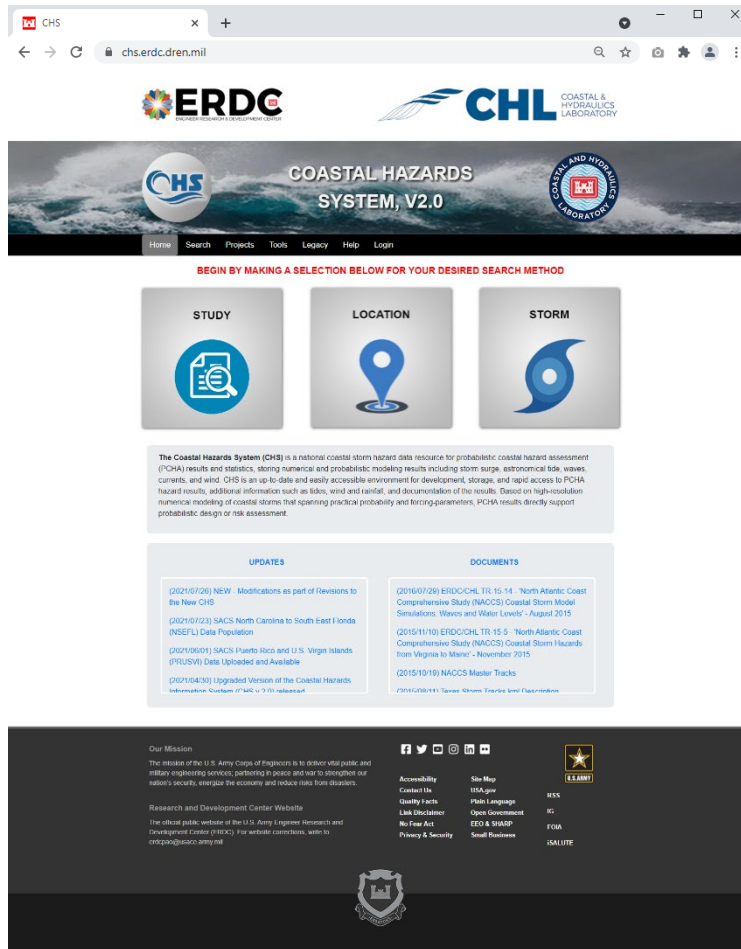 CHS
chs.erdc.dren.mil
ERDC
ENGINEER RESEARCH & DEVELOPMENT CENTER
CHL
COASTAL &
HYDRAULICS
LABORATORY
CHS
COASTAL HAZARDS
SYSTEM, V2.0
COASTAL AND HYDRAULICS
LABORATORY
Home Search Projects Tools Legacy Help Login
BEGIN BY MAKING A SELECTION BELOW FOR YOUR DESIRED SEARCH METHOD
STUDY
LOCATION
STORM
The Coastal Hazards System (CHS) is a national coastal storm hazard data resource for probabilistic coastal hazard assessment
(PCHA) results and statistics, storing numerical and probabilistic modeling results including storm surge, astronomical tide, waves,
currents, and wind. CHS is an up-to-date and easily accessible environment for development, storage, and rapid access to PCHA
hazard results, additional information such as tides, wind and rainfall, and documentation of the results. Based on high-resolution
numerical modeling of coastal storms that spanning practical probability and forcing-parameters, PCHA results directly support
probabilistic design or risk assessment.
UPDATES
(2021/07/26) NEW - Modifications as part of Revisions to
the New CHS
(2021/07/23) SACS North Carolina to South East Florida
(NSEFL) Data Population
(2021/06/01) SACS Puerto Rico and U.S. Virgin Islands
(PRUSVI) Data Uploaded and Available
(2021/04/30) Upgraded Version of the Coastal Hazards
Information System (CHS v 2.0) released
DOCUMENTS
(2016/07/29) ERDC/CHL TR-15-14 - 'North Atlantic Coast
Comprehensive Study (NACCS) Coastal Storm Model
Simulations: Waves and Water Levels' - August 2015
(2015/11/10) ERDC/CHL TR-15-5 - 'North Atlantic Coast
Comprehensive Study (NACCS) Coastal Storm Hazards
from Virginia to Maine' - November 2015
(2015/10/19) NACCS Master Tracks
(2015/08/11) Texas Storm Tracks kml Description
Our Mission
The mission of the U.S. Army Corps of Engineers is to deliver vital public and
military engineering services; partnering in peace and war to strengthen our
nation's security, energize the economy and reduce risks from disasters.
Research and Development Center Website
The official public website of the U.S. Army Engineer Research and
Development Center (ERDC). For website corrections, write to
erdcpao@usace.army.mil
Accessibility
Contact Us
Quality Facts
Link Disclaimer
No Fear Act
Privacy & Security
Site Map
USA.gov
Plain Language
Open Government
EEO & SHARP
Small Business
U.S. ARMY
RSS
IG
FOIA
iSALUTE